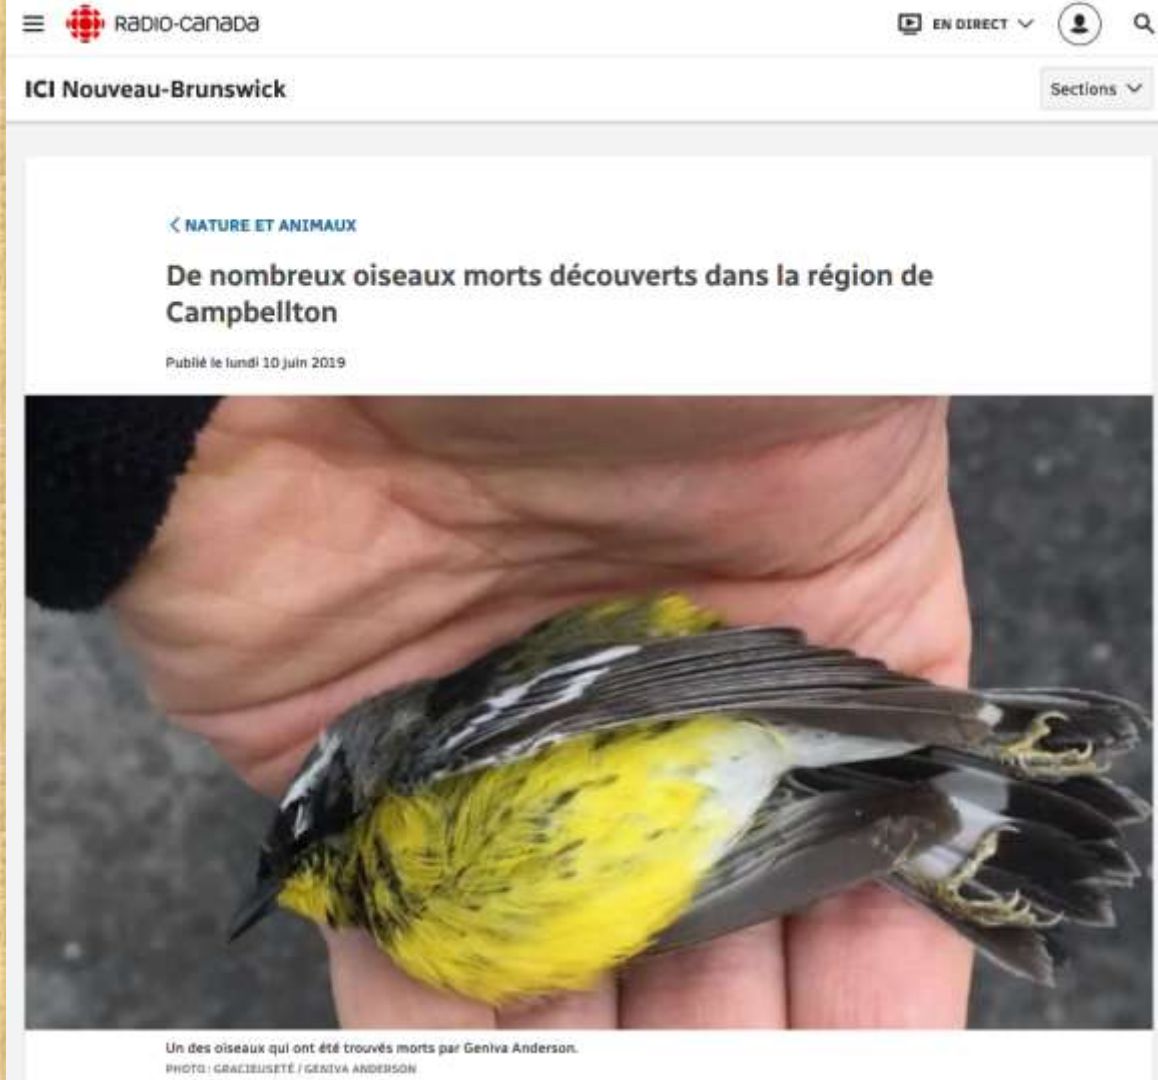 RADIO-CANADA
EN DIRECT
ICI Nouveau-Brunswick
Sections
NATURE ET ANIMAUX
De nombreux oiseaux morts découverts dans la région de
Campbellton
Publié le lundi 10 juin 2019
Un des oiseaux qui ont été trouvés morts par Geniva Anderson.
PHOTO : GRACIEUSETÉ / GENIVA ANDERSON